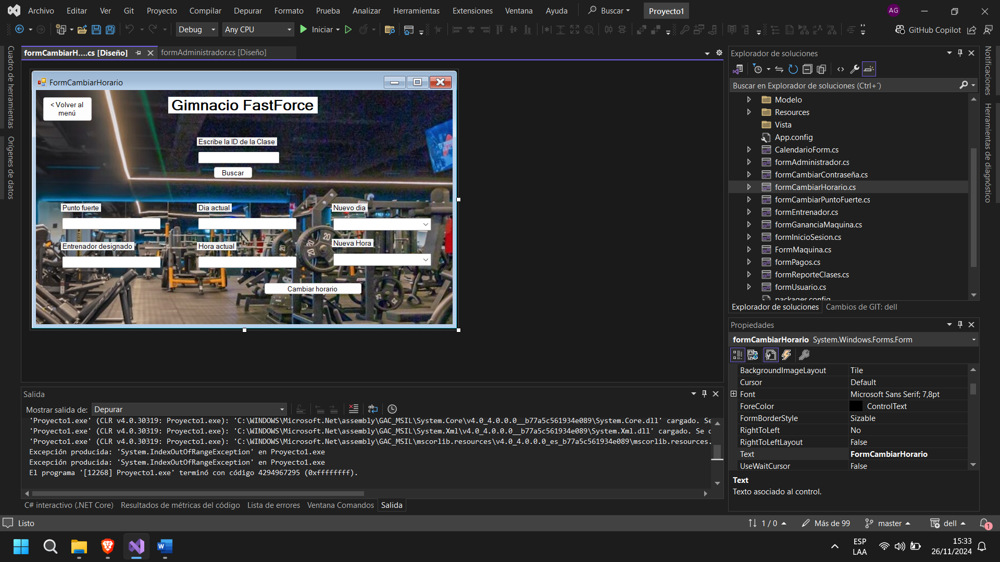 Archivo Editar Ver Git Proyecto Compilar Depurar Formato Prueba Analizar Herramientas Extensiones Ventana Ayuda Buscar Proyecto1 AG
Debug Any CPU Iniciar GitHub Copilot
Cuadro de herramientas
Orígenes de datos
formCambiarH....cs [Diseño] formAdministrador.cs [Diseño]
FormCambiarHorario
< Volver al
menú
Gimnacio FastForce
Escribe la ID de la Clase
Buscar
Punto fuerte
Dia actual
Nuevo dia
Entrenador designado
Hora actual
Nueva Hora
Cambiar horario
Explorador de soluciones
Buscar en Explorador de soluciones (Ctrl+´)
Modelo
Resources
Vista
App.config
CalendarioForm.cs
formAdministrador.cs
formCambiarContraseña.cs
formCambiarHorario.cs
formCambiarPuntoFuerte.cs
formEntrenador.cs
formGananciaMaquina.cs
formInicioSesion.cs
FormMaquina.cs
formPagos.cs
formReporteClases.cs
formUsuario.cs
packages.config
Explorador de soluciones Cambios de GIT: dell
Notificaciones
Herramientas de diagnóstico
Propiedades
formCambiarHorario System.Windows.Forms.Form
BackgroundImageLayout Tile
Cursor Default
Font Microsoft Sans Serif; 7,8pt
ForeColor ControlText
FormBorderStyle Sizable
RightToLeft No
RightToLeftLayout False
Text FormCambiarHorario
UseWaitCursor False
Text
Texto asociado al control.
Salida
Mostrar salida de: Depurar
'Proyecto1.exe' (CLR v4.0.30319: Proyecto1.exe): 'C:\WINDOWS\Microsoft.Net\assembly\GAC_MSIL\System.Core\v4.0_4.0.0.0__b77a5c561934e089\System.Core.dll' cargado. Se
'Proyecto1.exe' (CLR v4.0.30319: Proyecto1.exe): 'C:\WINDOWS\Microsoft.Net\assembly\GAC_MSIL\System.Xml\v4.0_4.0.0.0__b77a5c561934e089\System.Xml.dll' cargado. Se c
'Proyecto1.exe' (CLR v4.0.30319: Proyecto1.exe): 'C:\WINDOWS\Microsoft.Net\assembly\GAC_MSIL\mscorlib.resources\v4.0_4.0.0.0_es_b77a5c561934e089\mscorlib.resources.
Excepción producida: 'System.IndexOutOfRangeException' en Proyecto1.exe
Excepción producida: 'System.IndexOutOfRangeException' en Proyecto1.exe
El programa '[12268] Proyecto1.exe' terminó con código 4294967295 (0xffffffff).
C# interactivo (.NET Core) Resultados de métricas del código Lista de errores Ventana Comandos Salida
Listo 1 / 0 Más de 99 master dell 1
ESP
LAA
15:33
26/11/2024